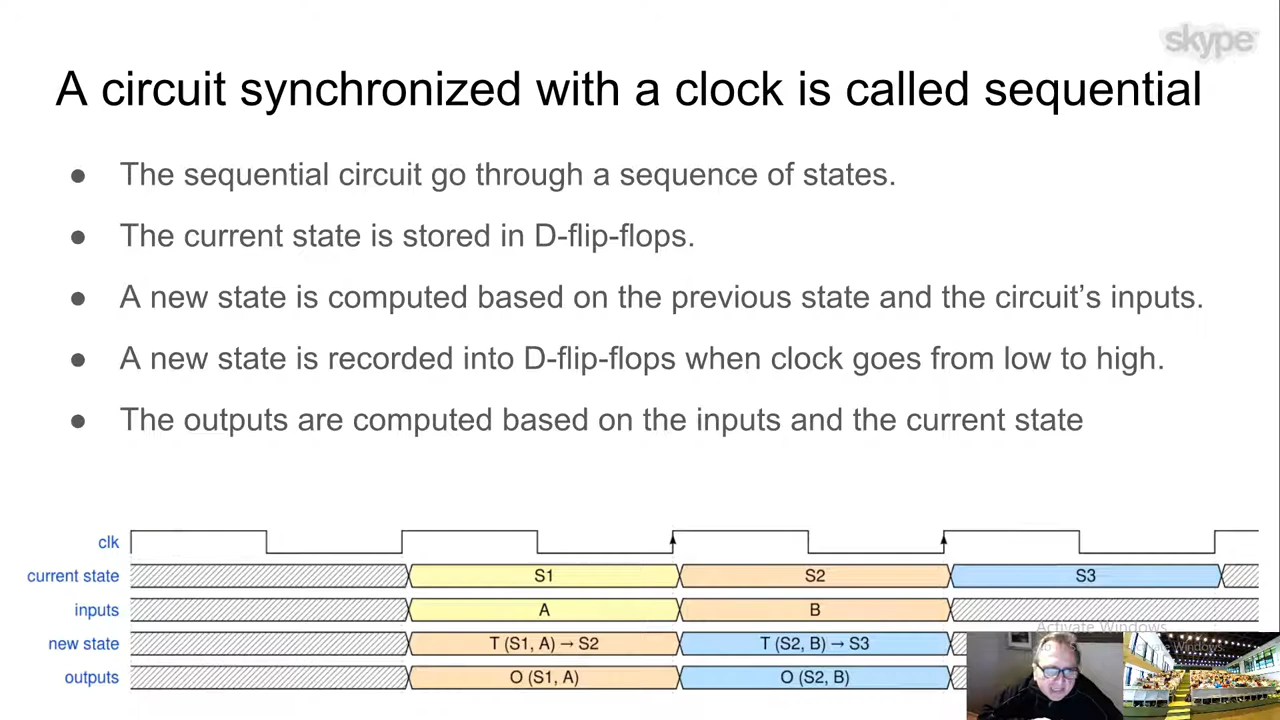 skype
A circuit synchronized with a clock is called sequential
● The sequential circuit go through a sequence of states.
● The current state is stored in D-flip-flops.
● A new state is computed based on the previous state and the circuit’s inputs.
● A new state is recorded into D-flip-flops when clock goes from low to high.
● The outputs are computed based on the inputs and the current state
clk
current state S1 S2 S3
inputs A B
Activate Windows
new state T (S1, A) → S2 T (S2, B) → S3 Windows
outputs O (S1, A) O (S2, B)